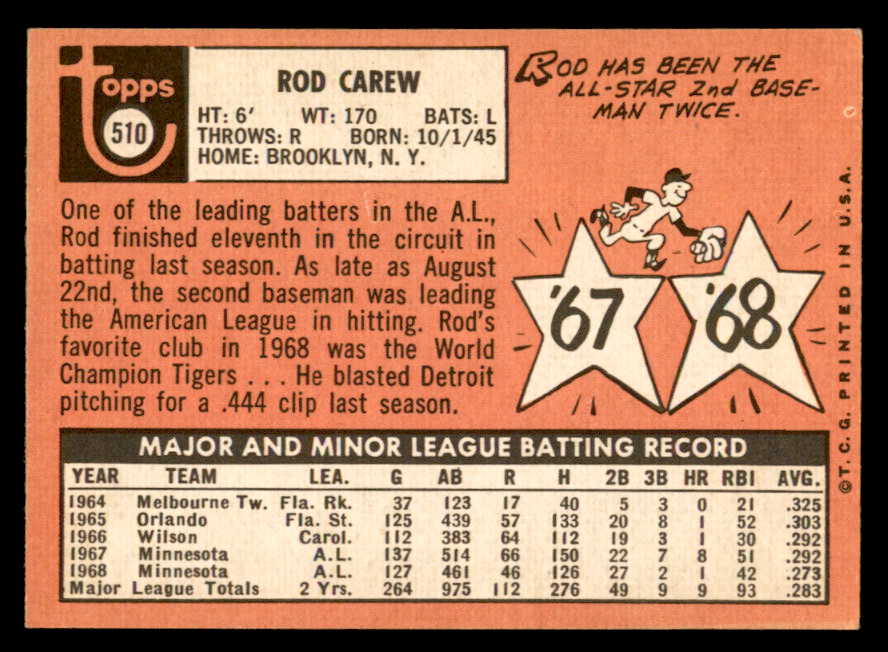 topps
510
ROD CAREW
HT: 6' WT: 170 BATS: L
THROWS: R BORN: 10/1/45
HOME: BROOKLYN, N. Y.
ROD HAS BEEN THE
ALL-STAR 2nd BASE-
MAN TWICE.
One of the leading batters in the A.L.,
Rod finished eleventh in the circuit in
batting last season. As late as August
22nd, the second baseman was leading
the American League in hitting. Rod's
favorite club in 1968 was the World
Champion Tigers . . . He blasted Detroit
pitching for a .444 clip last season.
'67 '68
MAJOR AND MINOR LEAGUE BATTING RECORD
YEAR TEAM LEA. G AB R H 2B 3B HR RBI AVG.
1964 Melbourne Tw. Fla. Rk. 37 123 17 40 5 3 0 21 .325
1965 Orlando Fla. St. 125 439 57 133 20 8 1 52 .303
1966 Wilson Carol. 112 383 64 112 19 3 1 30 .292
1967 Minnesota A.L. 137 514 66 150 22 7 8 51 .292
1968 Minnesota A.L. 127 461 46 126 27 2 1 42 .273
Major League Totals 2 Yrs. 264 975 112 276 49 9 9 93 .283
©T.C.G. PRINTED IN U.S.A.